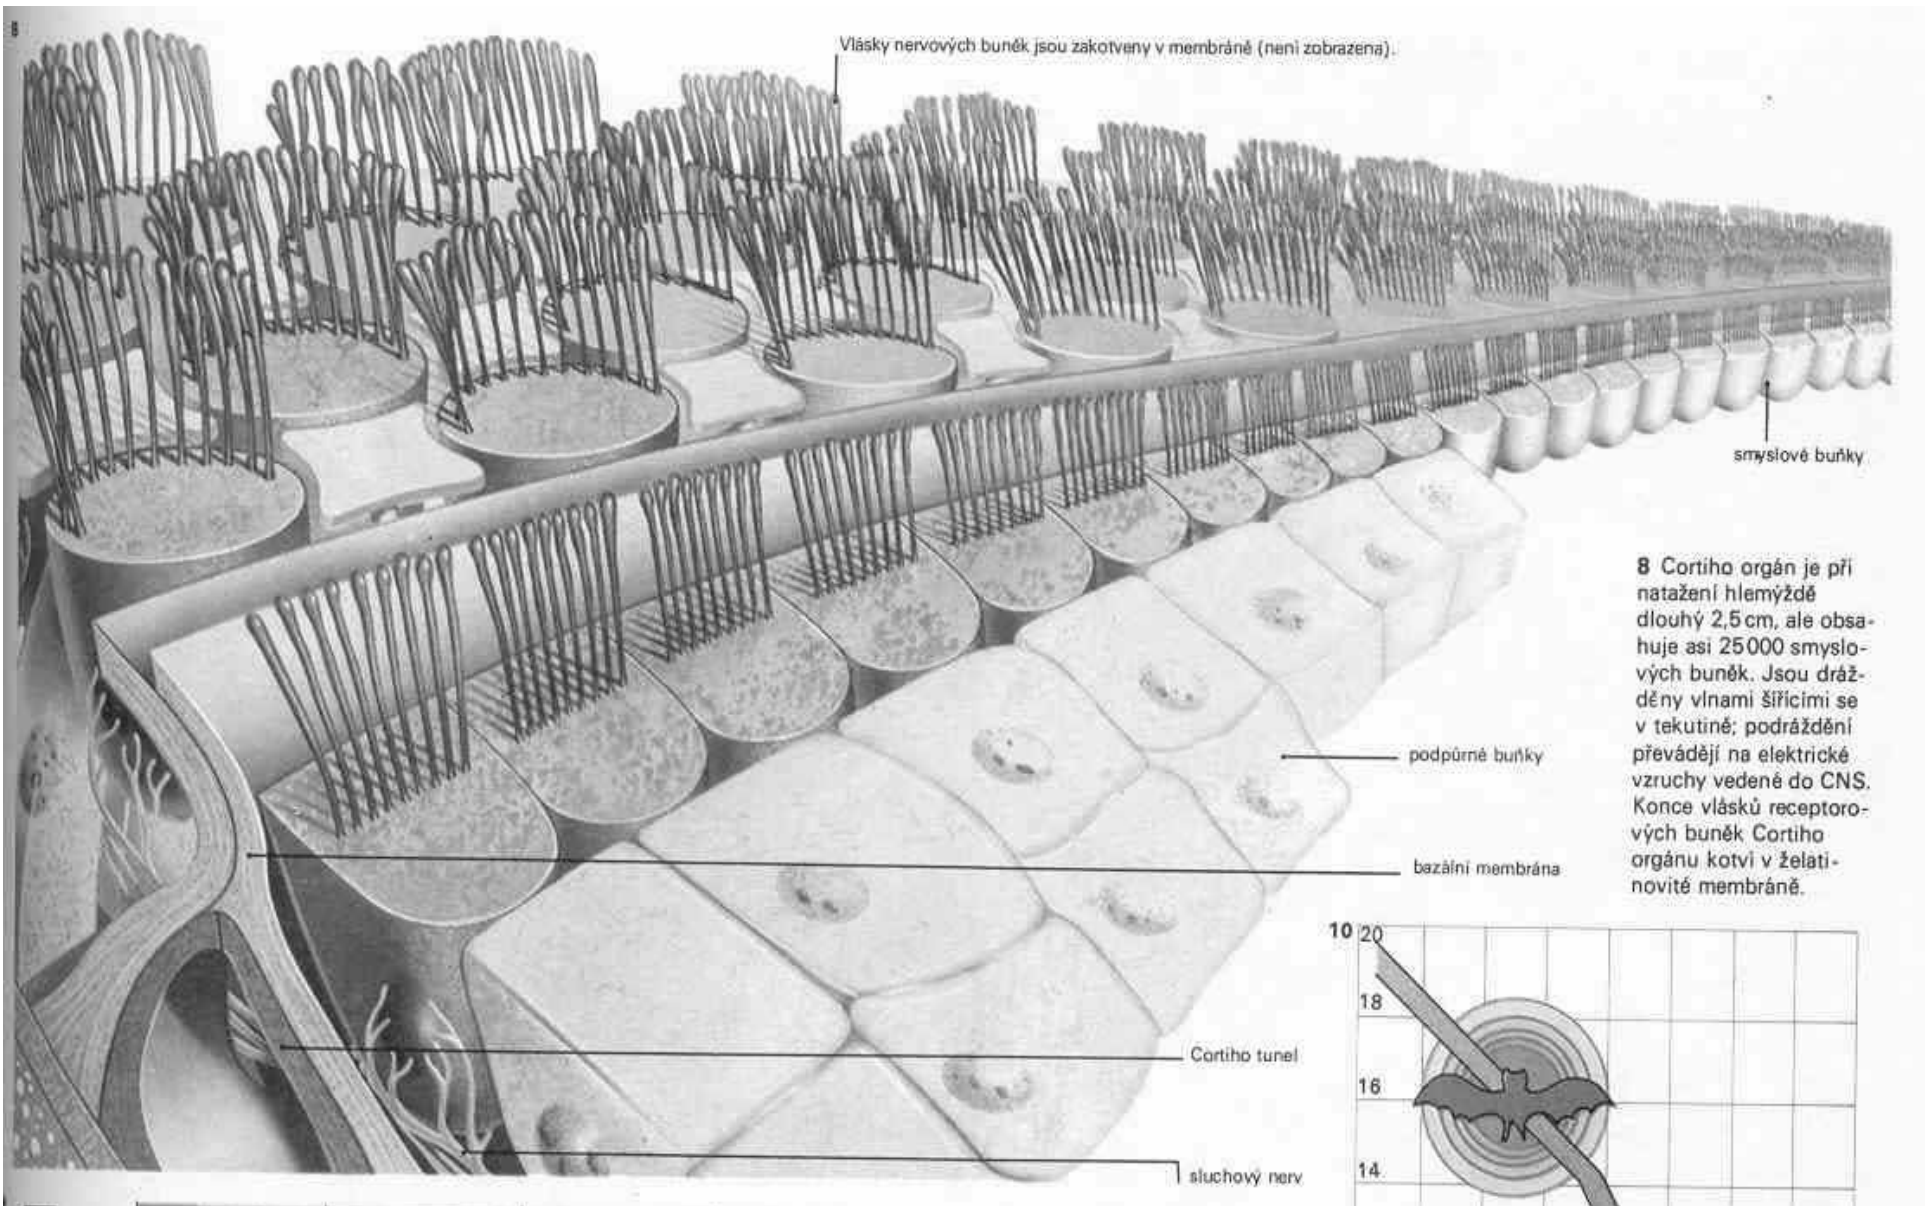 8
Vlásky nervových buněk jsou zakotveny v membráně (není zobrazena).
smyslové buňky
8 Cortiho orgán je při
natažení hlemýždě
dlouhý 2,5 cm, ale obsa-
huje asi 25 000 smyslo-
vých buněk. Jsou dráž-
děny vlnami šířícími se
v tekutině; podráždění
převádějí na elektrické
vzruchy vedené do CNS.
Konce vlásků receptoro-
vých buněk Cortiho
orgánu kotví v želati-
novité membráně.
podpůrné buňky
bazální membrána
10 20
18
Cortiho tunel
16
14
sluchový nerv